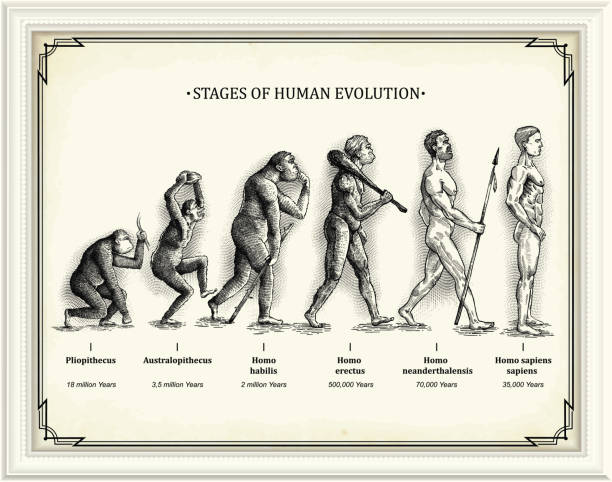 •STAGES OF HUMAN EVOLUTION•
Pliopithecus
18 million Years
Australopithecus
3,5 million Years
Homo
habilis
2 million Years
Homo
erectus
500,000 Years
Homo
neanderthalensis
70,000 Years
Homo sapiens
sapiens
35,000 Years